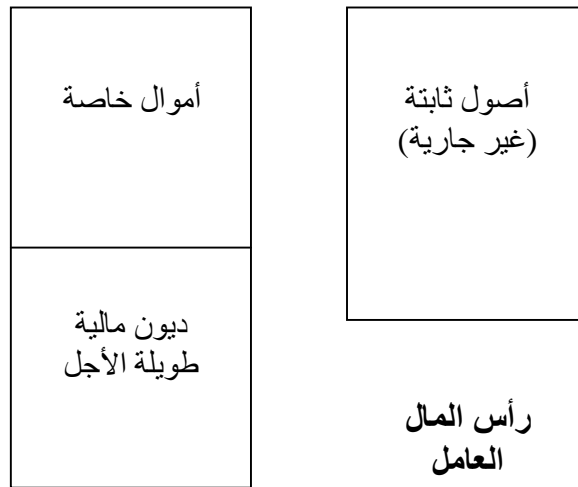 أصول ثابتة
(غير جارية)
رأس المال
العامل
أموال خاصة
ديون مالية
طويلة الأجل